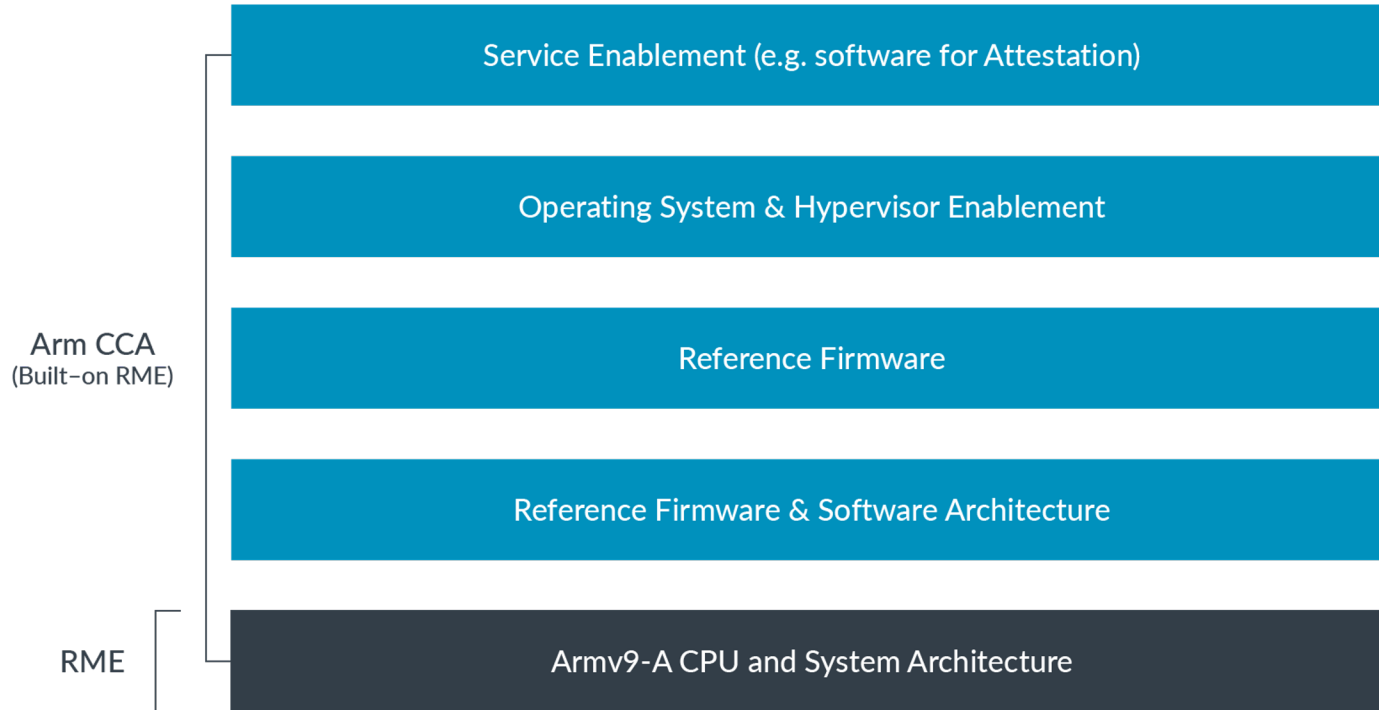 Service Enablement (e.g. software for Attestation)
Operating System & Hypervisor Enablement
Arm CCA
(Built–on RME)
Reference Firmware
Reference Firmware & Software Architecture
RME
Armv9-A CPU and System Architecture